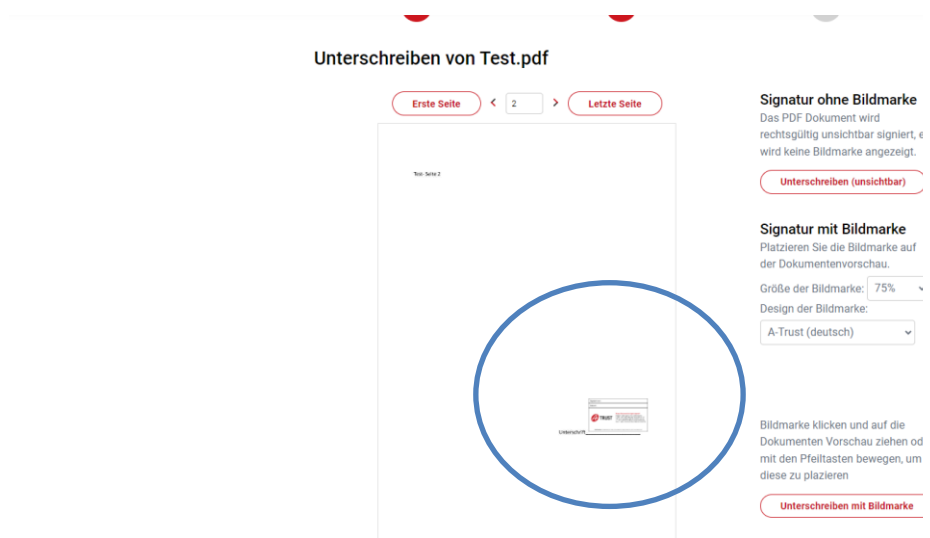 Unterschreiben von Test.pdf
Erste Seite
2
Letzte Seite
Test- Seite 2
TRUST
Unterschrift
Signatur ohne Bildmarke
Das PDF Dokument wird
rechtsgültig unsichtbar signiert, e
wird keine Bildmarke angezeigt.
Unterschreiben (unsichtbar)
Signatur mit Bildmarke
Platzieren Sie die Bildmarke auf
der Dokumentenvorschau.
Größe der Bildmarke: 75%
Design der Bildmarke:
A-Trust (deutsch)
Bildmarke klicken und auf die
Dokumenten Vorschau ziehen od
mit den Pfeiltasten bewegen, um
diese zu plazieren
Unterschreiben mit Bildmarke